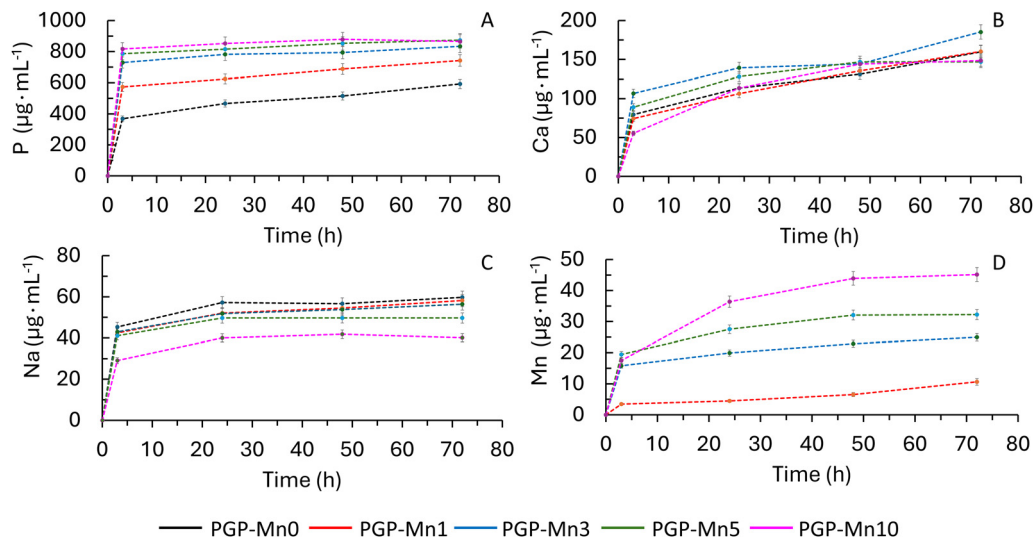 A
P (µg· mL⁻¹)
1000
800
600
400
200
0
0 10 20 30 40 50 60 70 80
Time (h)
B
Ca (µg· mL⁻¹)
200
150
100
50
0
0 10 20 30 40 50 60 70 80
Time (h)
C
Na (µg· mL⁻¹)
80
60
40
20
0
0 10 20 30 40 50 60 70 80
Time (h)
D
Mn (µg· mL⁻¹)
50
40
30
20
10
0
0 10 20 30 40 50 60 70 80
Time (h)
PGP-Mn0 PGP-Mn1 PGP-Mn3 PGP-Mn5 PGP-Mn10